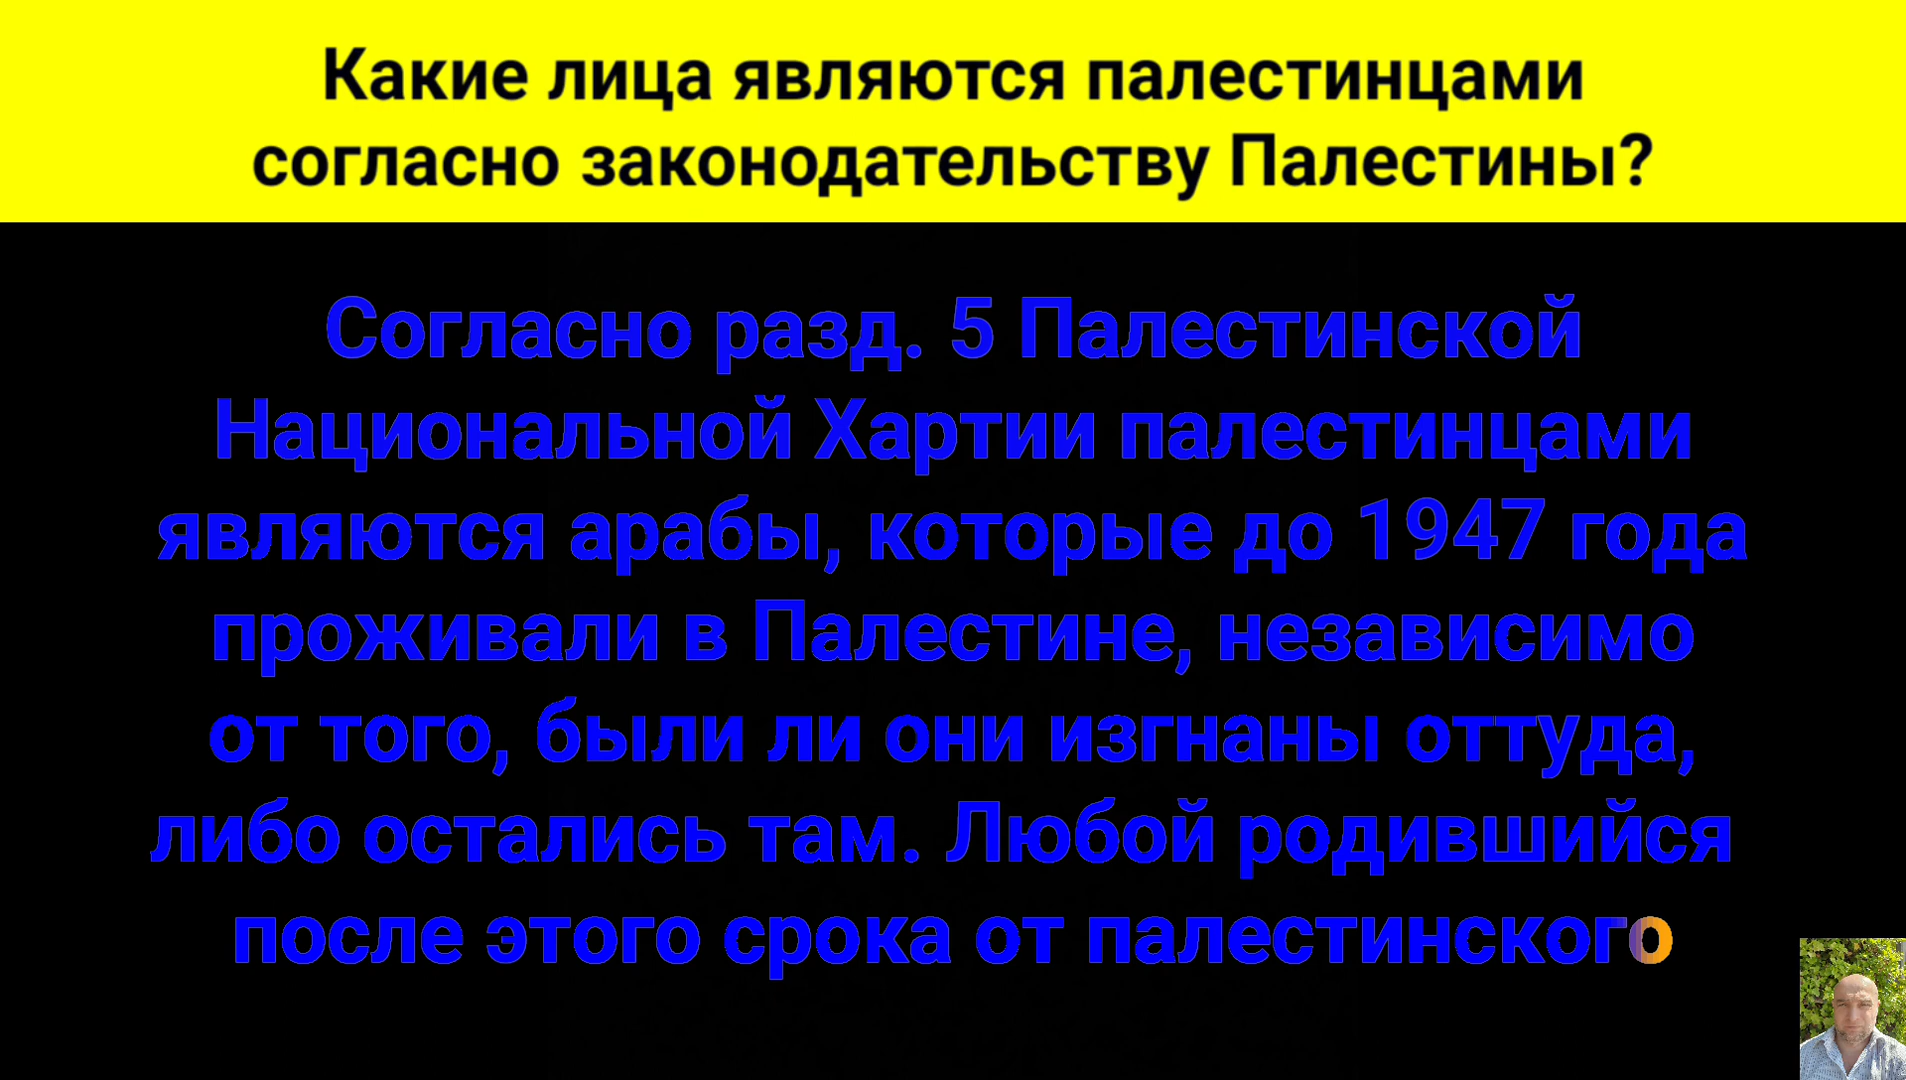 Какие лица являются палестинцами
согласно законодательству Палестины?
Согласно разд. 5 Палестинской
Национальной Хартии палестинцами
являются арабы, которые до 1947 года
проживали в Палестине, независимо
от того, были ли они изгнаны оттуда,
либо остались там. Любой родившийся
после этого срока от палестинского